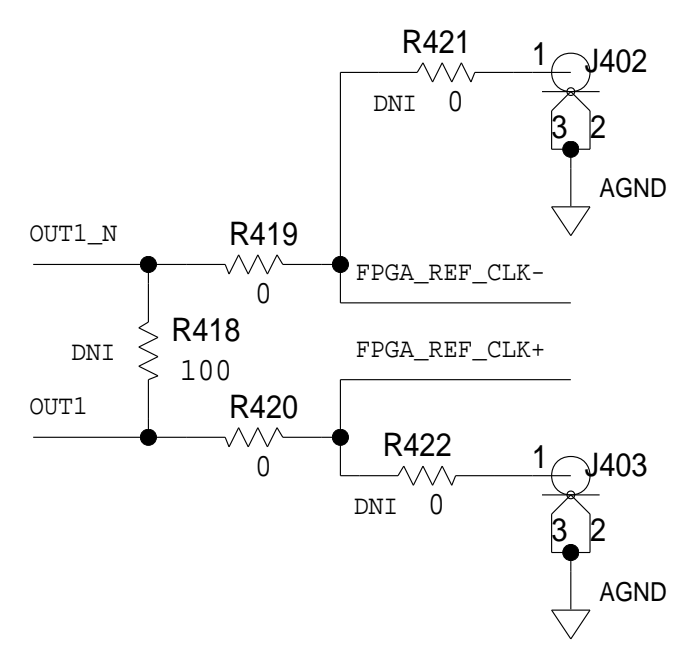 R421
1
J402
DNI
0
3
2
AGND
OUT1_N
R419
0
FPGA_REF_CLK-
DNI
R418
100
FPGA_REF_CLK+
OUT1
R420
0
R422
1
J403
DNI
0
3
2
AGND